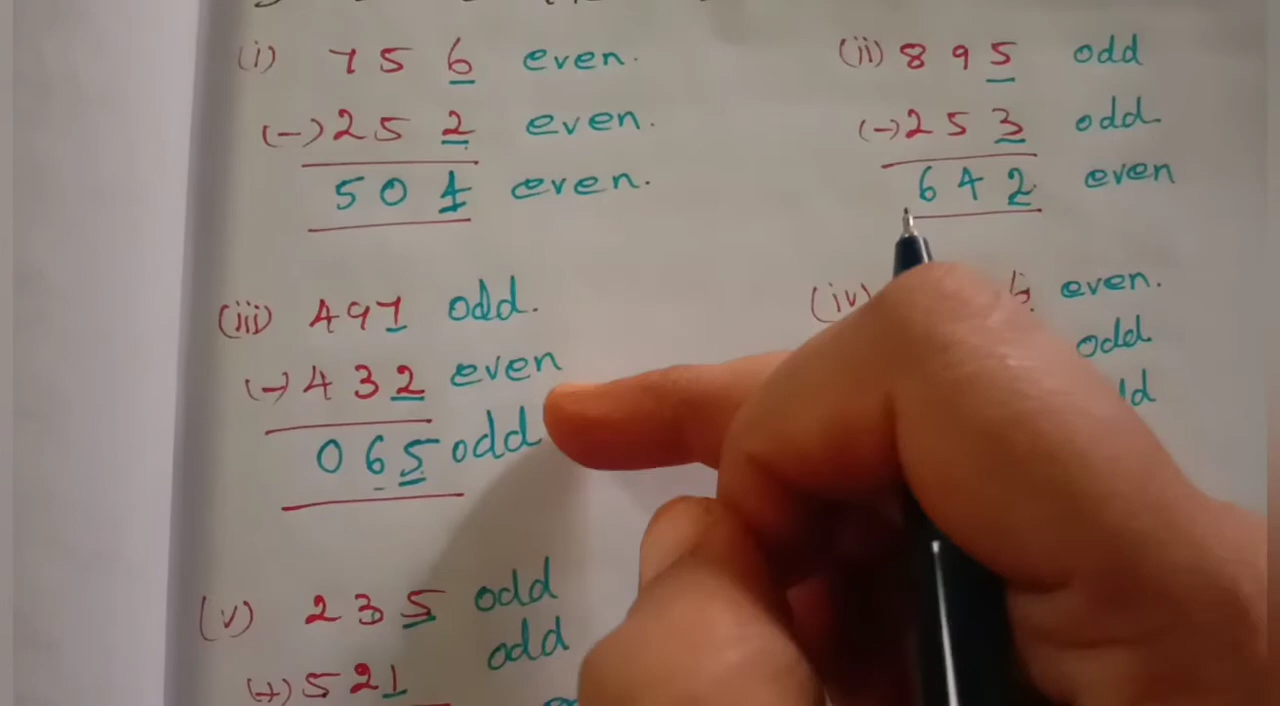 (i) 756 even.
(-) 252 even.
504 even.
(ii) 895 odd
(-) 253 odd
642 even
(iii) 497 odd.
(-) 432 even
065 odd
(iv) even.
odd
(v) 235 odd
(+) 521 odd